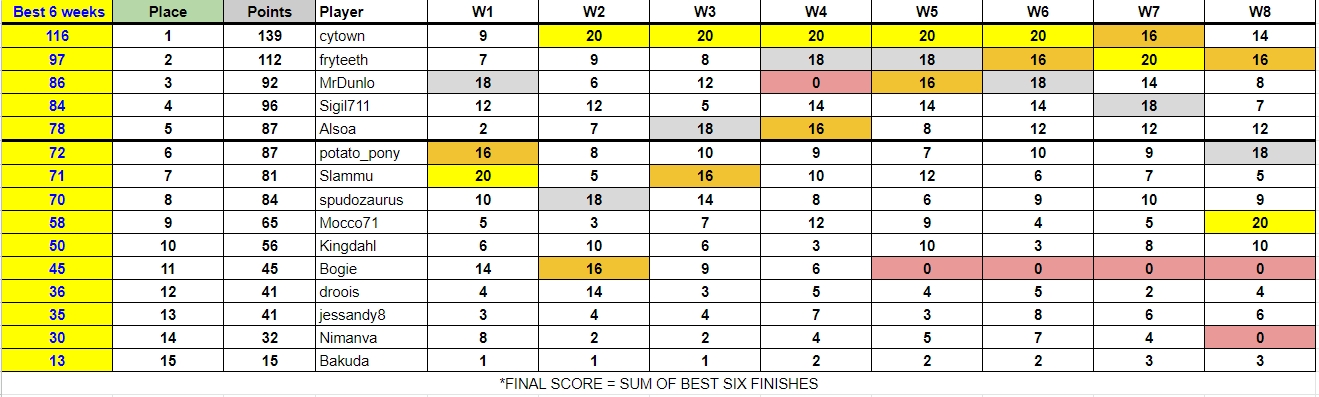 Best 6 weeks Place Points Player W1 W2 W3 W4 W5 W6 W7 W8
116 1 139 cytown 9 20 20 20 20 20 16 14
97 2 112 fryteeth 7 9 8 18 18 16 20 16
86 3 92 MrDunlo 18 6 12 0 16 18 14 8
84 4 96 Sigil711 12 12 5 14 14 14 18 7
78 5 87 Alsoa 2 7 18 16 8 12 12 12
72 6 87 potato_pony 16 8 10 9 7 10 9 18
71 7 81 Slammu 20 5 16 10 12 6 7 5
70 8 84 spudozaurus 10 18 14 8 6 9 10 9
58 9 65 Mocco71 5 3 7 12 9 4 5 20
50 10 56 Kingdahl 6 10 6 3 10 3 8 10
45 11 45 Bogie 14 16 9 6 0 0 0 0
36 12 41 droois 4 14 3 5 4 5 2 4
35 13 41 jessandy8 3 4 4 7 3 8 6 6
30 14 32 Nimanva 8 2 2 4 5 7 4 0
13 15 15 Bakuda 1 1 1 2 2 2 3 3
*FINAL SCORE = SUM OF BEST SIX FINISHES